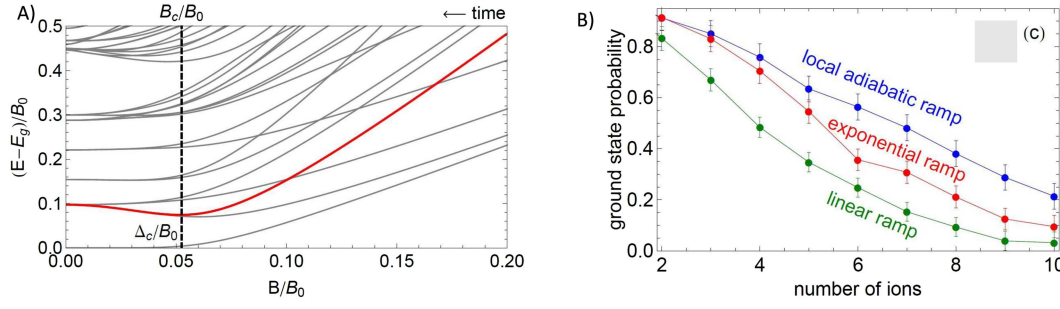 A)
B_c/B_0
← time
0.5
0.4
0.3
0.2
0.1
0.0
(E−E_g)/B_0
Δ_c/B_0
0.00
0.05
0.10
0.15
0.20
B/B_0
B)
(c)
0.8
0.6
0.4
0.2
0.0
ground state probability
local adiabatic ramp
exponential ramp
linear ramp
2
4
6
8
10
number of ions